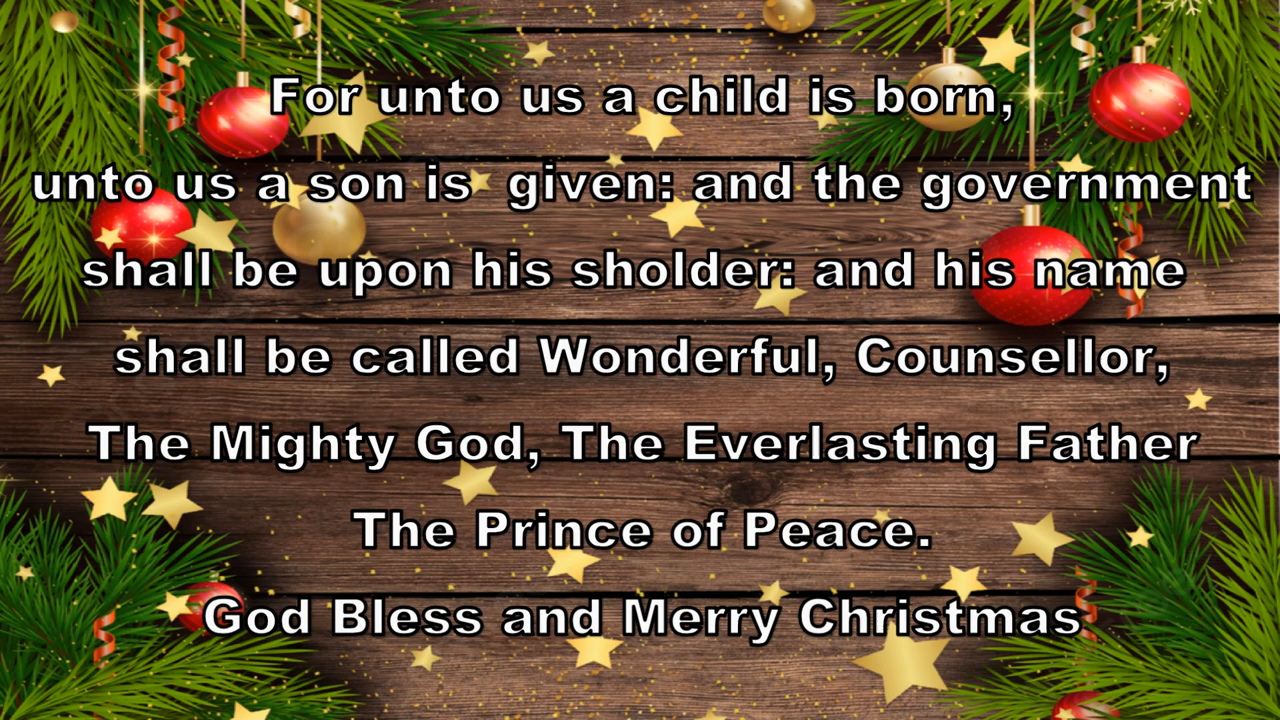 For unto us a child is born,
unto us a son is  given: and the government
shall be upon his sholder: and his name
shall be called Wonderful, Counsellor,
The Mighty God, The Everlasting Father
The Prince of Peace.
God Bless and Merry Christmas